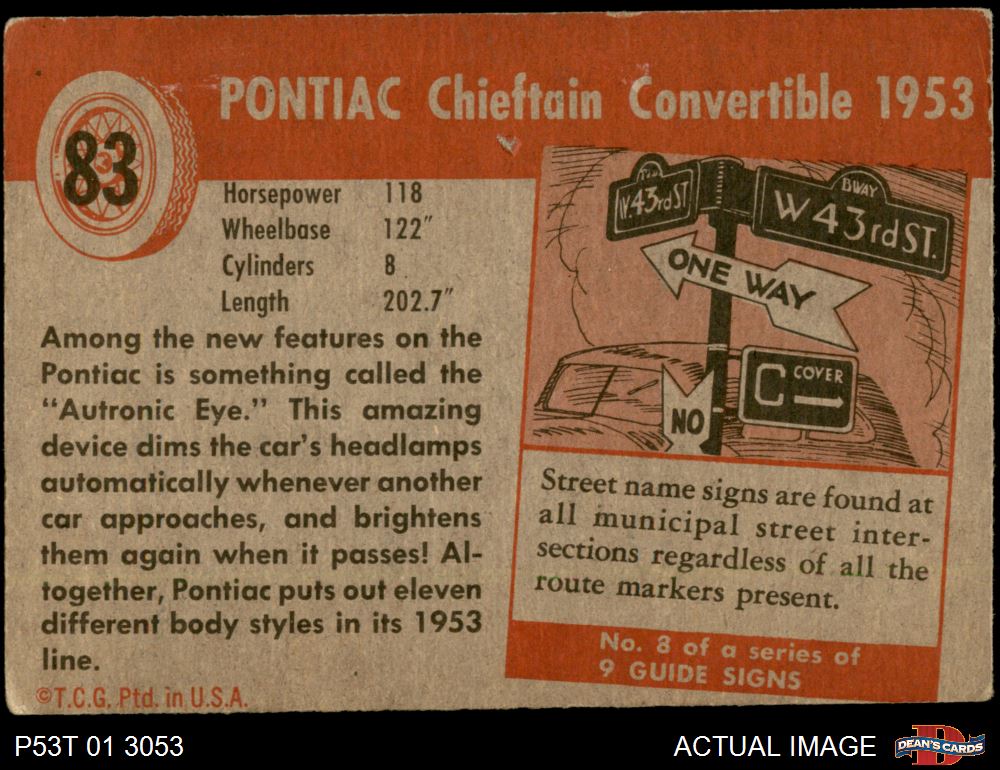 PONTIAC Chieftain Convertible 1953
83
Horsepower 118
Wheelbase 122"
Cylinders 8
Length 202.7"
Among the new features on the
Pontiac is something called the
"Autronic Eye." This amazing
device dims the car's headlamps
automatically whenever another
car approaches, and brightens
them again when it passes! Al-
together, Pontiac puts out eleven
different body styles in its 1953
line.
©T.C.G. Ptd. in U.S.A.
W.43rd ST
BWAY
W 43rd ST.
ONE WAY
C COVER
NO
Street name signs are found at
all municipal street inter-
sections regardless of all the
route markers present.
No. 8 of a series of
9 GUIDE SIGNS
P53T 01 3053
ACTUAL IMAGE
DEAN'S CARDS